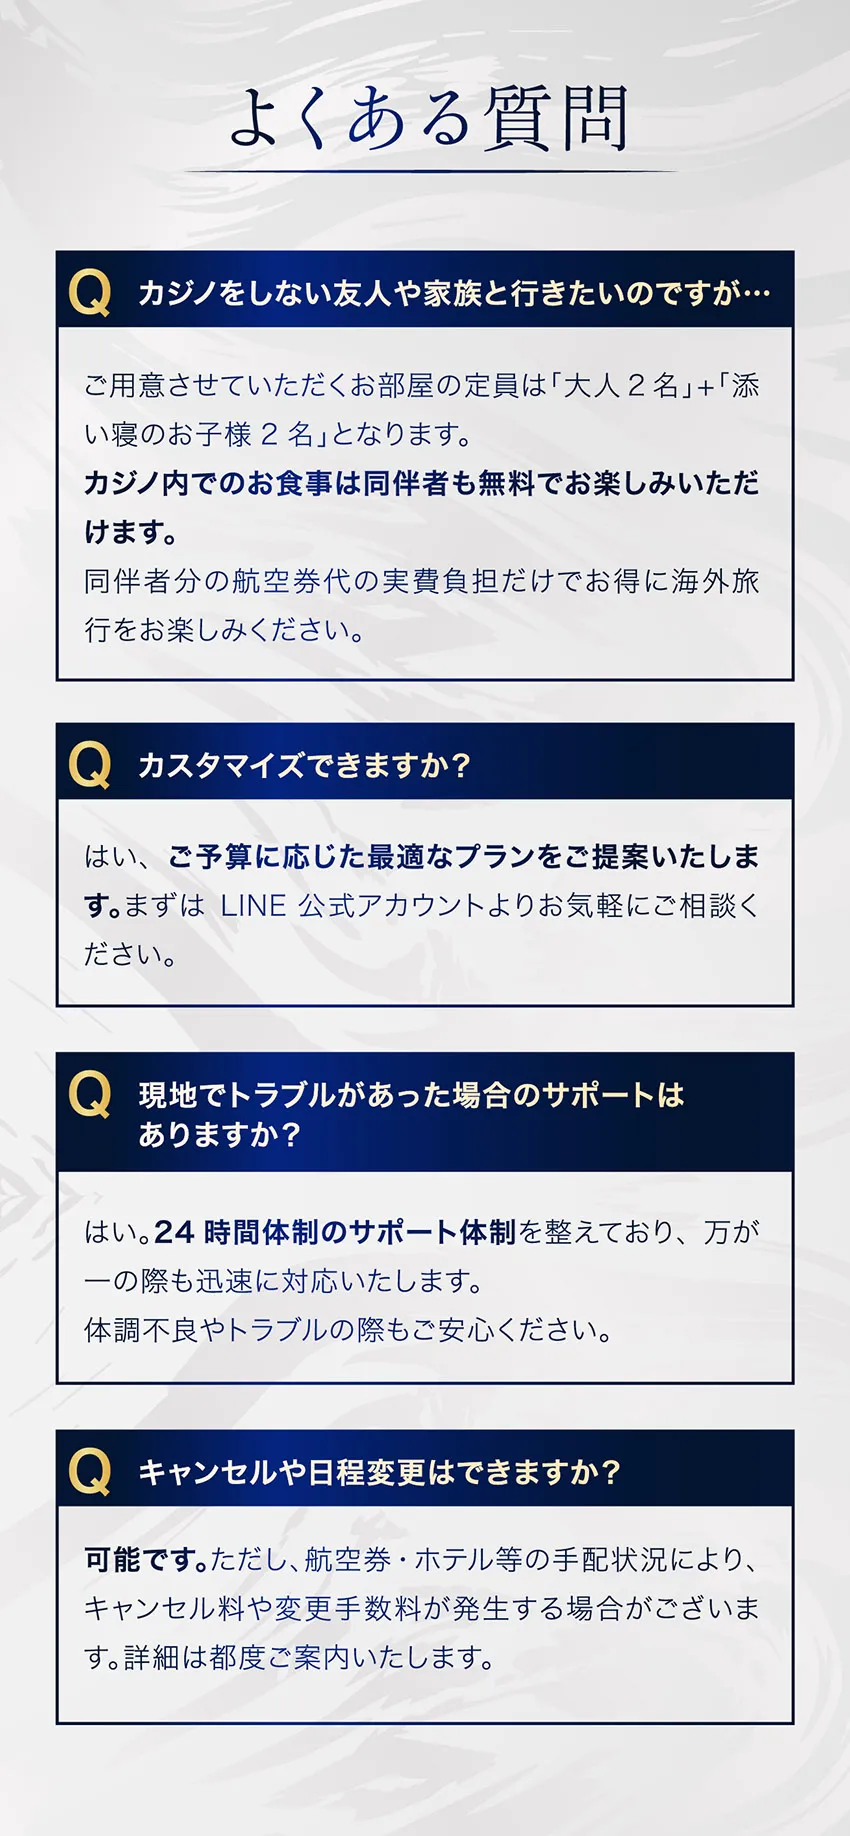 よくある質問
Q カジノをしない友人や家族と行きたいのですが…
ご用意させていただくお部屋の定員は「大人2名」+「添
い寝のお子様2名」となります。
カジノ内でのお食事は同伴者も無料でお楽しみいただ
けます。
同伴者分の航空券代の実費負担だけでお得に海外旅
行をお楽しみください。
Q カスタマイズできますか？
はい、ご予算に応じた最適なプランをご提案いたしま
す。まずは LINE 公式アカウントよりお気軽にご相談く
ださい。
Q 現地でトラブルがあった場合のサポートは
ありますか？
はい。24時間体制のサポート体制を整えており、万が
一の際も迅速に対応いたします。
体調不良やトラブルの際もご安心ください。
Q キャンセルや日程変更はできますか？
可能です。ただし、航空券・ホテル等の手配状況により、
キャンセル料や変更手数料が発生する場合がございま
す。詳細は都度ご案内いたします。